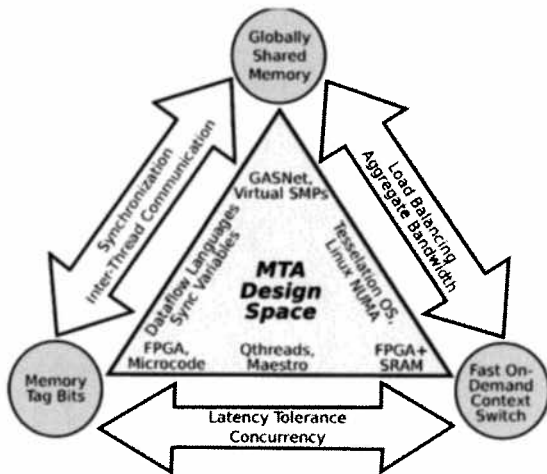 Globally
Shared
Memory
Synchronization
Inter-Thread Communication
Load Balancing
Aggregate Bandwidth
GASNet,
Virtual SMPs
Dataflow Languages
Sync Variables
Tesselation OS,
Linux NUMA
MTA
Design
Space
FPGA,
Microcode
Qthreads,
Maestro
FPGA+
SRAM
Memory
Tag Bits
Fast On-
Demand
Context
Switch
Latency Tolerance
Concurrency